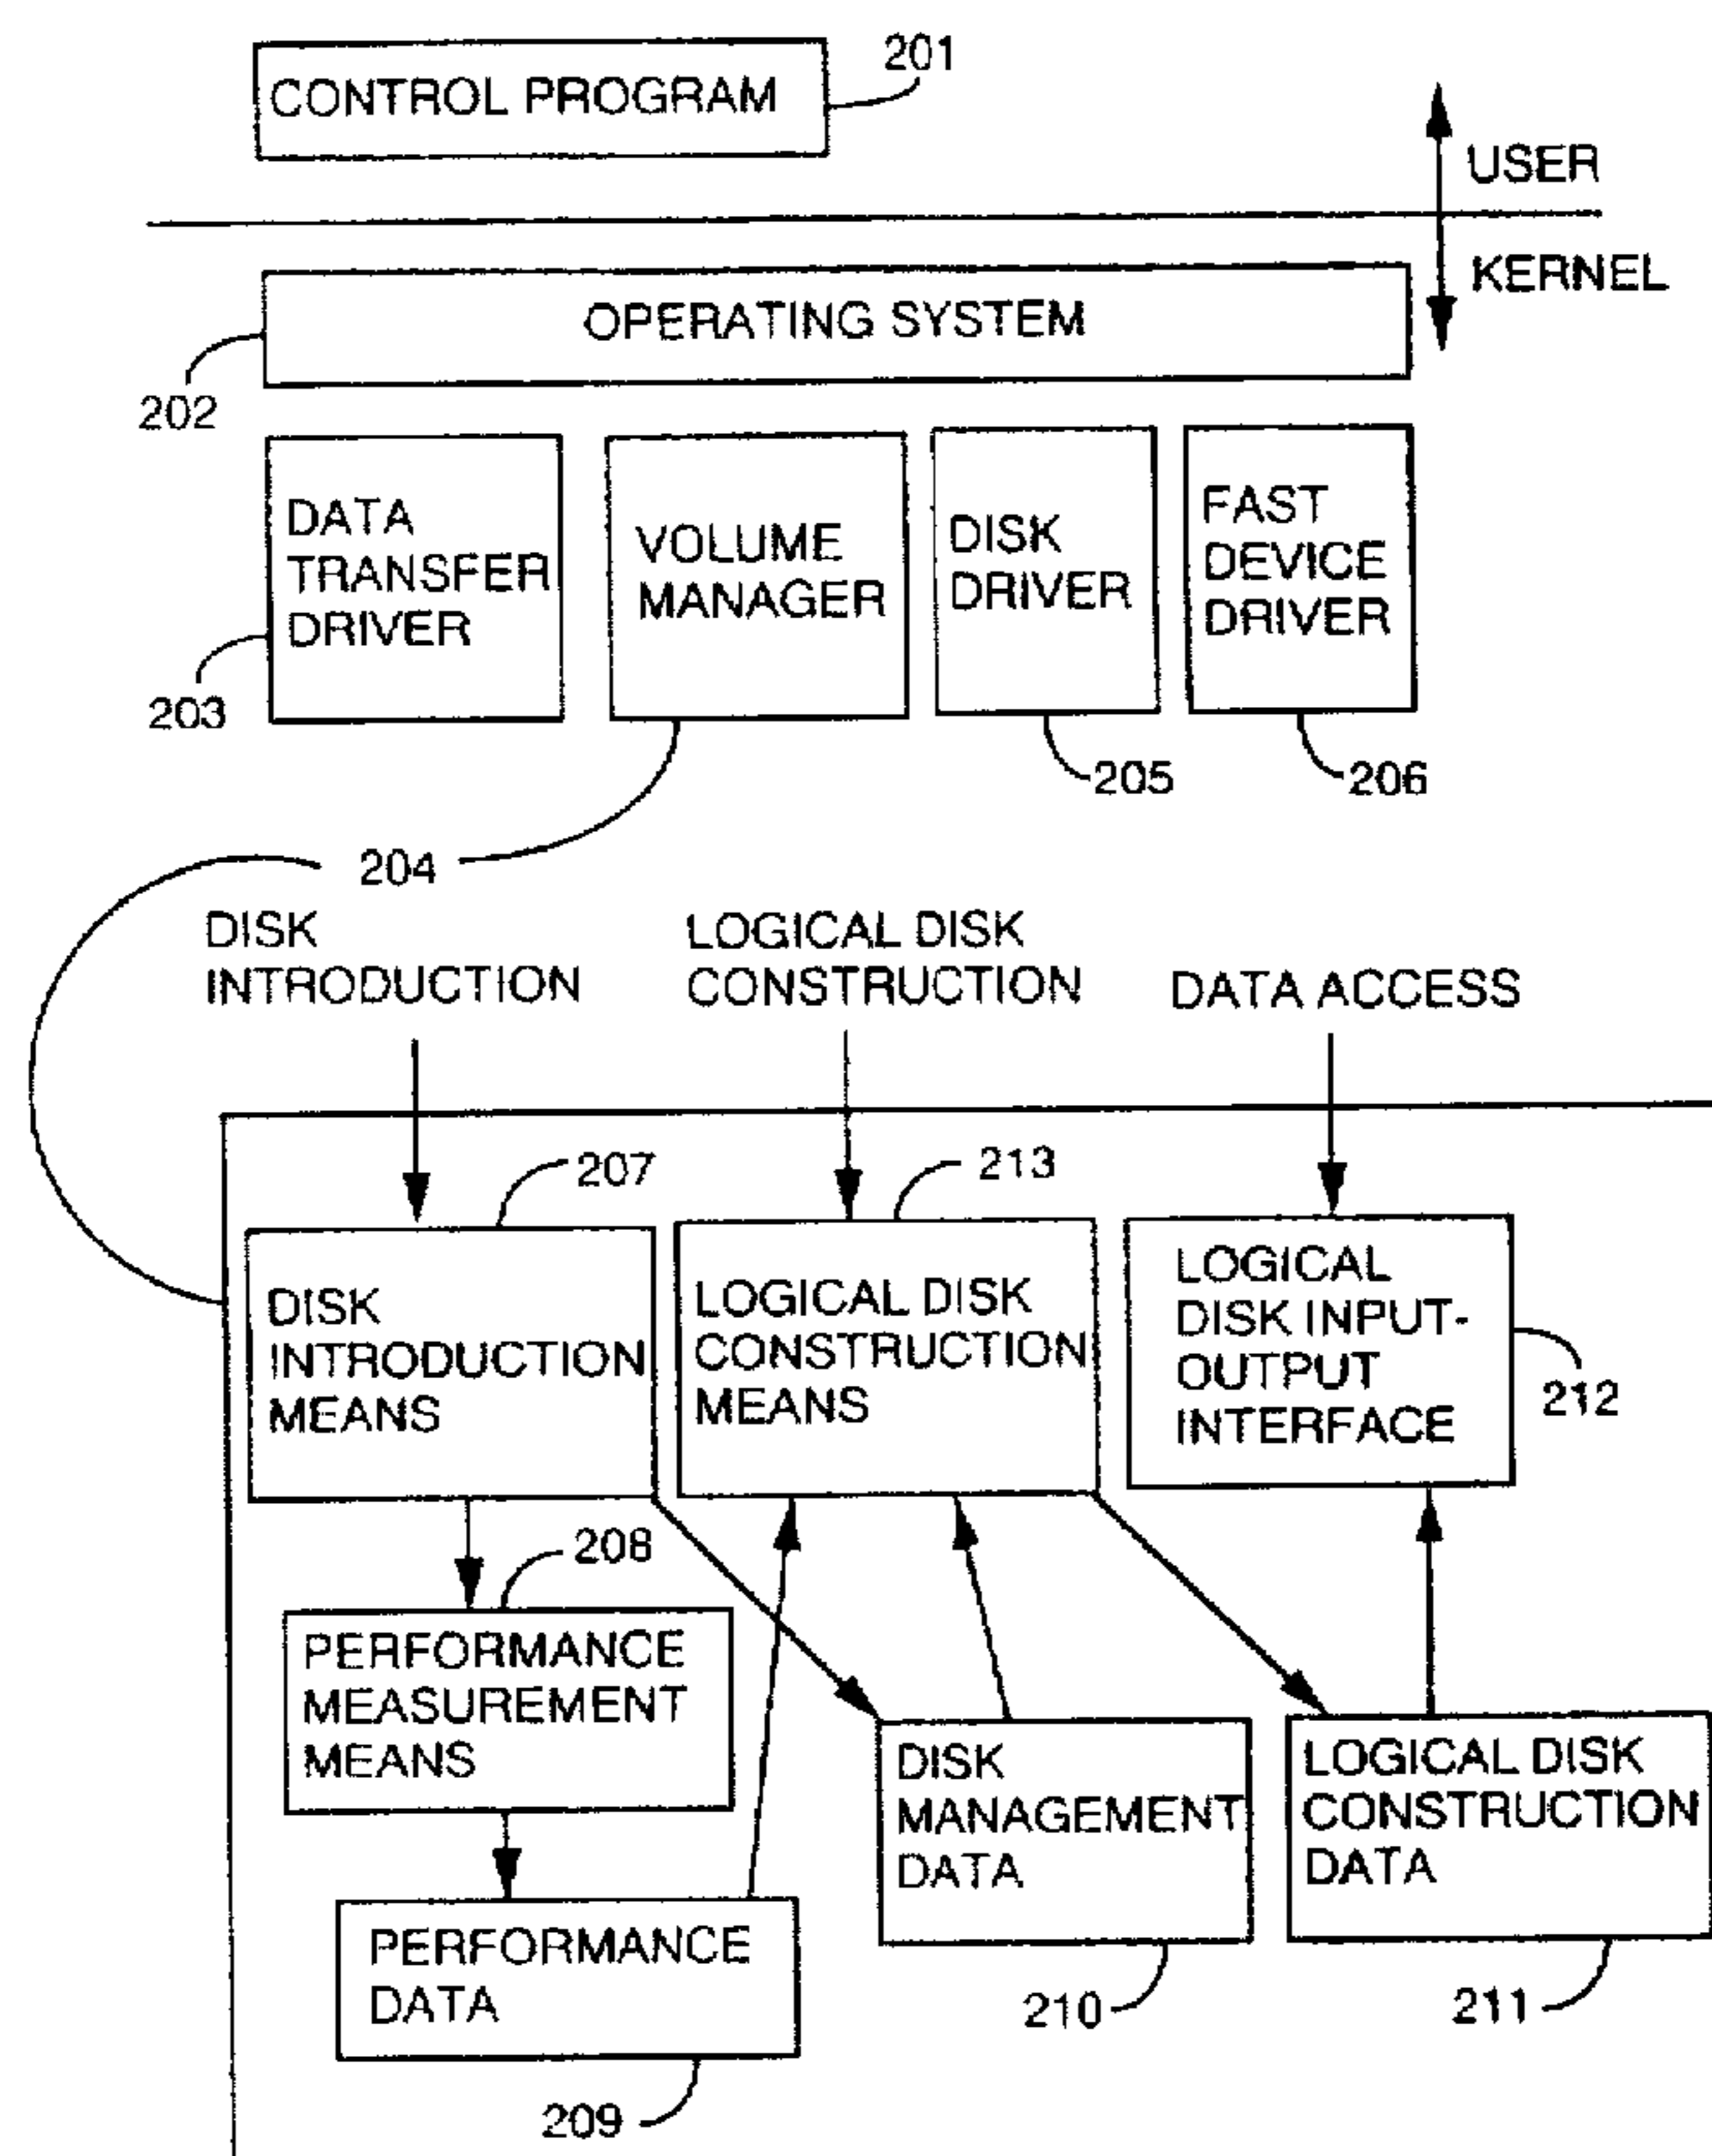 CONTROL PROGRAM
201
USER
KERNEL
OPERATING SYSTEM
202
DATA
TRANSFER
DRIVER
VOLUME
MANAGER
DISK
DRIVER
FAST
DEVICE
DRIVER
203
205
206
204
DISK
INTRODUCTION
LOGICAL DISK
CONSTRUCTION
DATA ACCESS
207
213
DISK
INTRODUCTION
MEANS
LOGICAL DISK
CONSTRUCTION
MEANS
LOGICAL
DISK INPUT-
OUTPUT
INTERFACE
212
208
PERFORMANCE
MEASUREMENT
MEANS
DISK
MANAGEMENT
DATA
LOGICAL DISK
CONSTRUCTION
DATA
PERFORMANCE
DATA
210
211
209